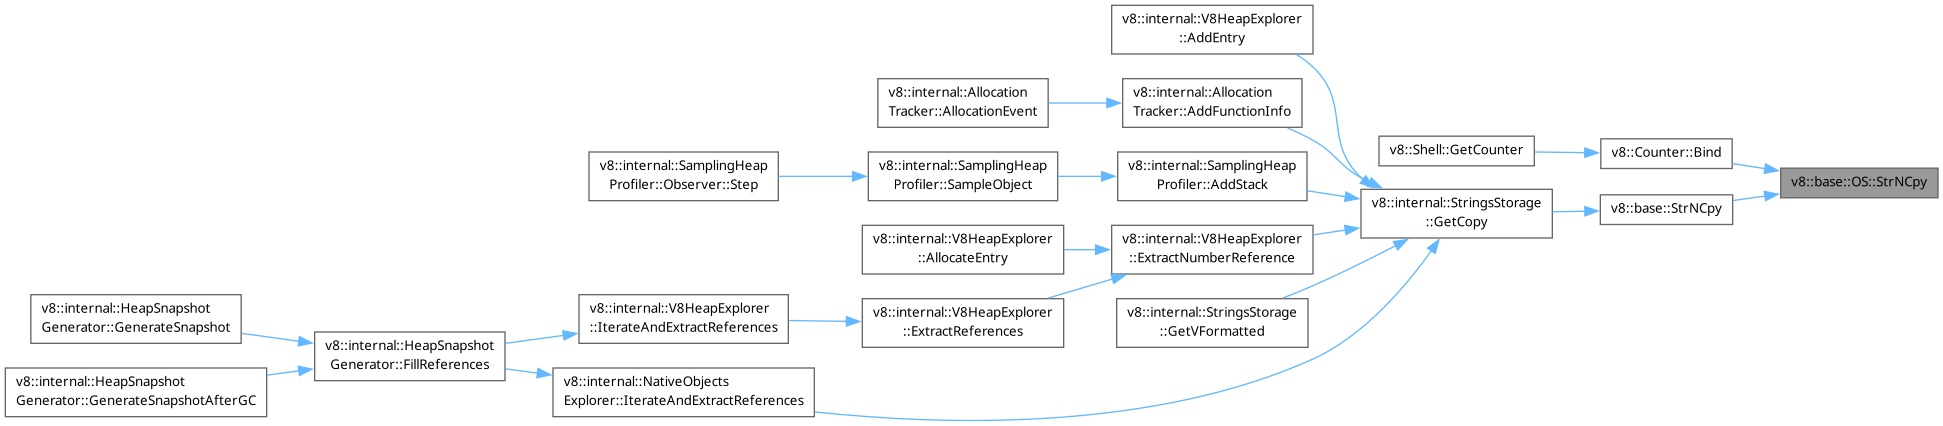 v8::internal::V8HeapExplorer
::AddEntry
v8::internal::Allocation
Tracker::AllocationEvent
v8::internal::Allocation
Tracker::AddFunctionInfo
v8::Shell::GetCounter
v8::Counter::Bind
v8::internal::SamplingHeap
Profiler::Observer::Step
v8::internal::SamplingHeap
Profiler::SampleObject
v8::internal::SamplingHeap
Profiler::AddStack
v8::base::OS::StrNCpy
v8::internal::StringsStorage
::GetCopy
v8::base::StrNCpy
v8::internal::V8HeapExplorer
::AllocateEntry
v8::internal::V8HeapExplorer
::ExtractNumberReference
v8::internal::HeapSnapshot
Generator::GenerateSnapshot
v8::internal::V8HeapExplorer
::IterateAndExtractReferences
v8::internal::V8HeapExplorer
::ExtractReferences
v8::internal::StringsStorage
::GetVFormatted
v8::internal::HeapSnapshot
Generator::FillReferences
v8::internal::HeapSnapshot
Generator::GenerateSnapshotAfterGC
v8::internal::NativeObjects
Explorer::IterateAndExtractReferences